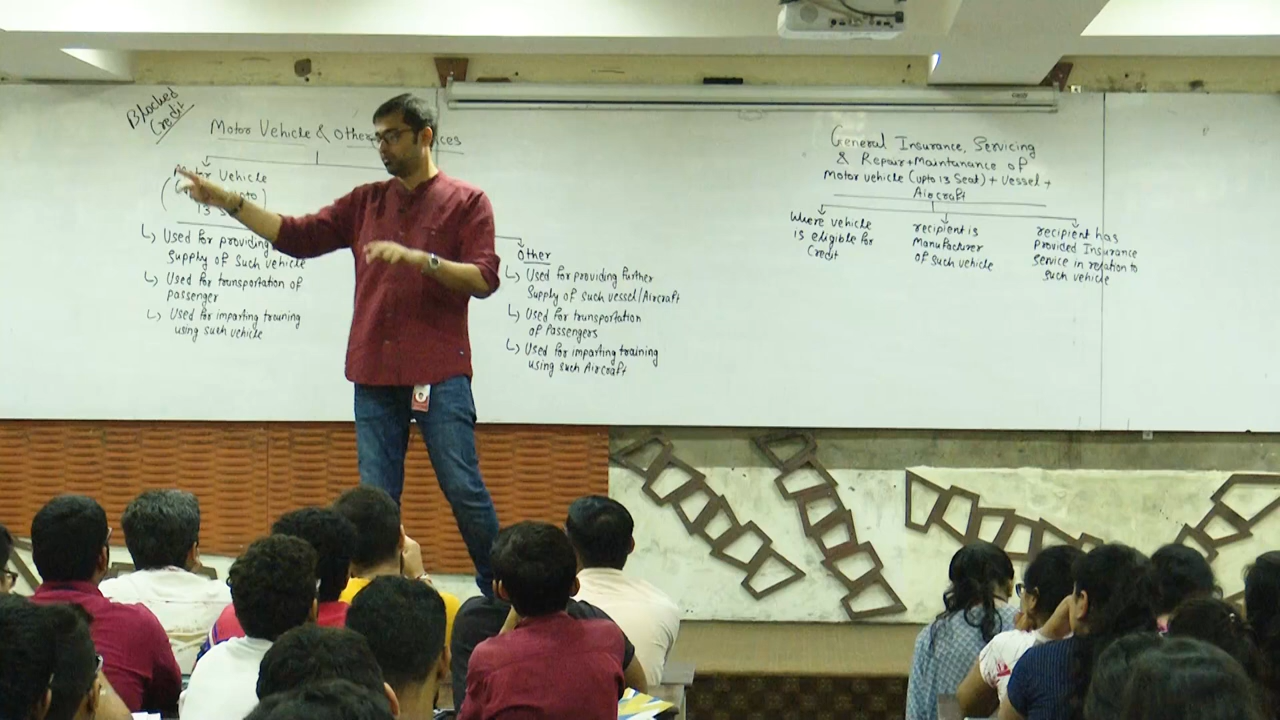 Blocked
Credit
Motor Vehicle & Other
Vehicle
13
Used for providing
Supply of Such vehicle
Used for transportation of
passenger
Used for imparting training
using such vehicle
Other
Used for providing further
Supply of such vessel/Aircraft
Used for transportation
of Passengers
Used for imparting training
using such Aircraft
General Insurance, Servicing
& Repair+Maintanance of
Motor vehicle (upto 13 Seat) + Vessel +
Aircraft
Where vehicle
is eligible for
Credit
recipient is
Manufacturer
of such vehicle
recipient has
Provided Insurance
Service in relation to
such vehicle